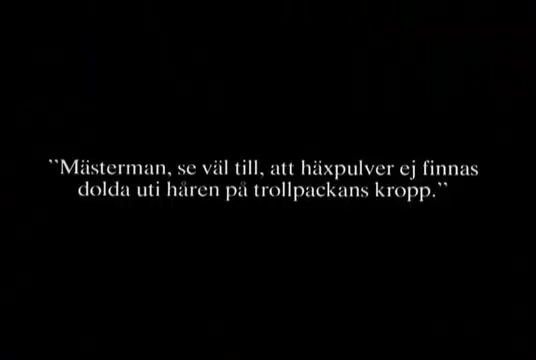 ”Mästerman, se väl till, att häxpulver ej finnas
dolda uti håren på trollpackans kropp.”